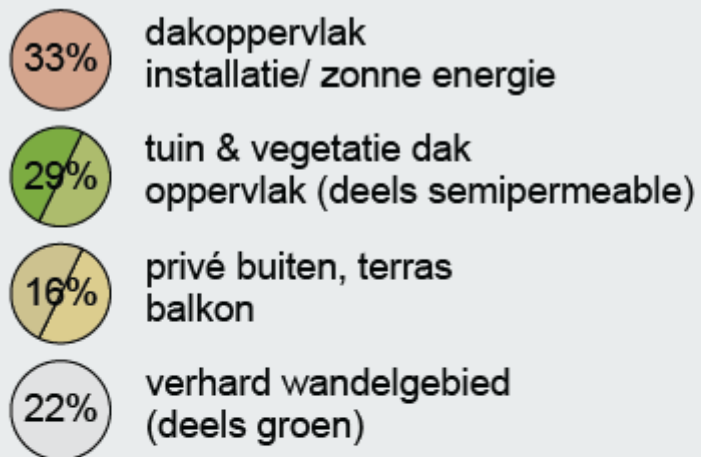 33%
dakoppervlak
installatie/ zonne energie
29%
tuin & vegetatie dak
oppervlak (deels semipermeable)
16%
privé buiten, terras
balkon
22%
verhard wandelgebied
(deels groen)